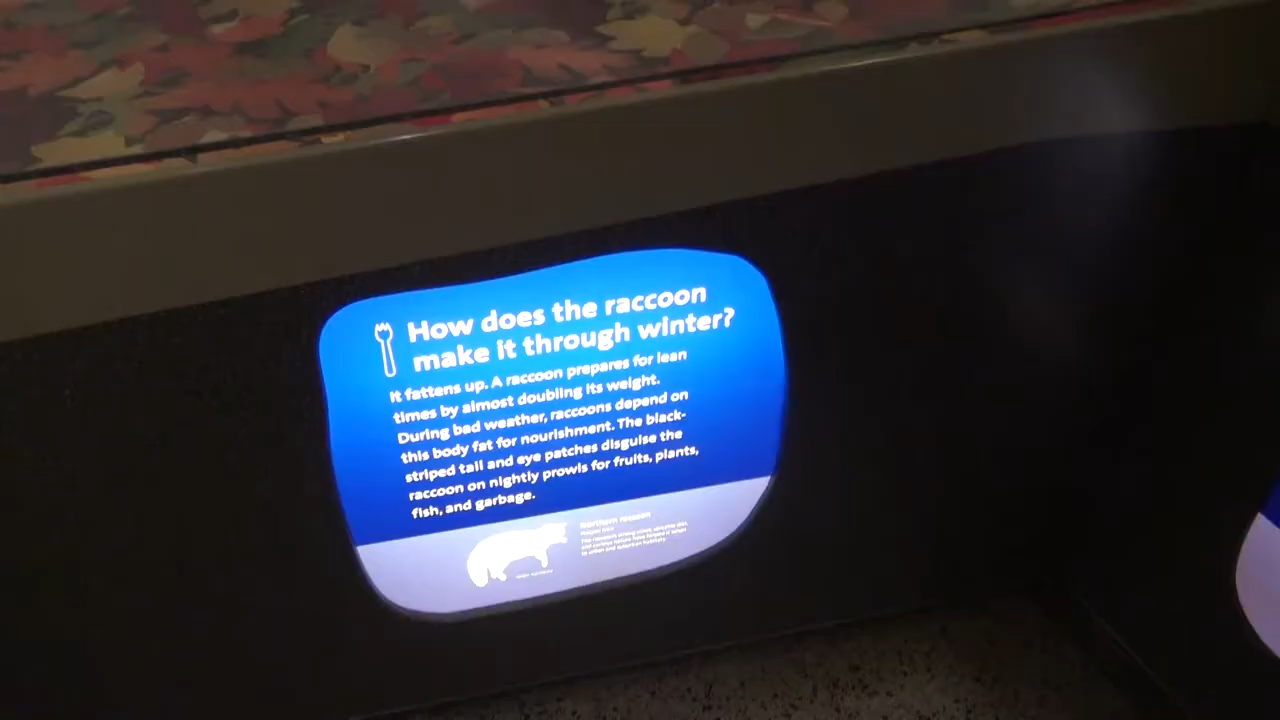 How does the raccoon
make it through winter?
It fattens up. A raccoon prepares for lean
times by almost doubling its weight.
During bad weather, raccoons depend on
this body fat for nourishment. The black-
striped tail and eye patches disguise the
raccoon on nightly prowls for fruits, plants,
fish, and garbage.
Northern raccoon